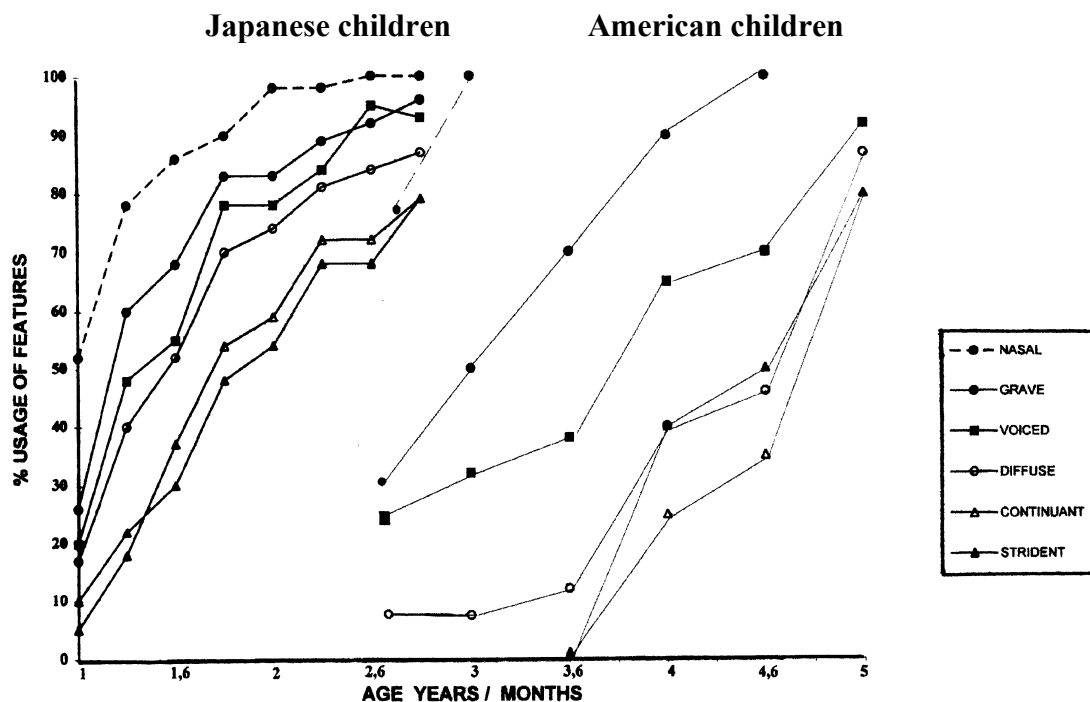 Japanese children American children
100
90
80
70
60
50
40
30
20
10
0
% USAGE OF FEATURES
1 1,6 2 2,6 3 3,6 4 4,6 5
AGE YEARS / MONTHS
NASAL
GRAVE
VOICED
DIFFUSE
CONTINUANT
STRIDENT